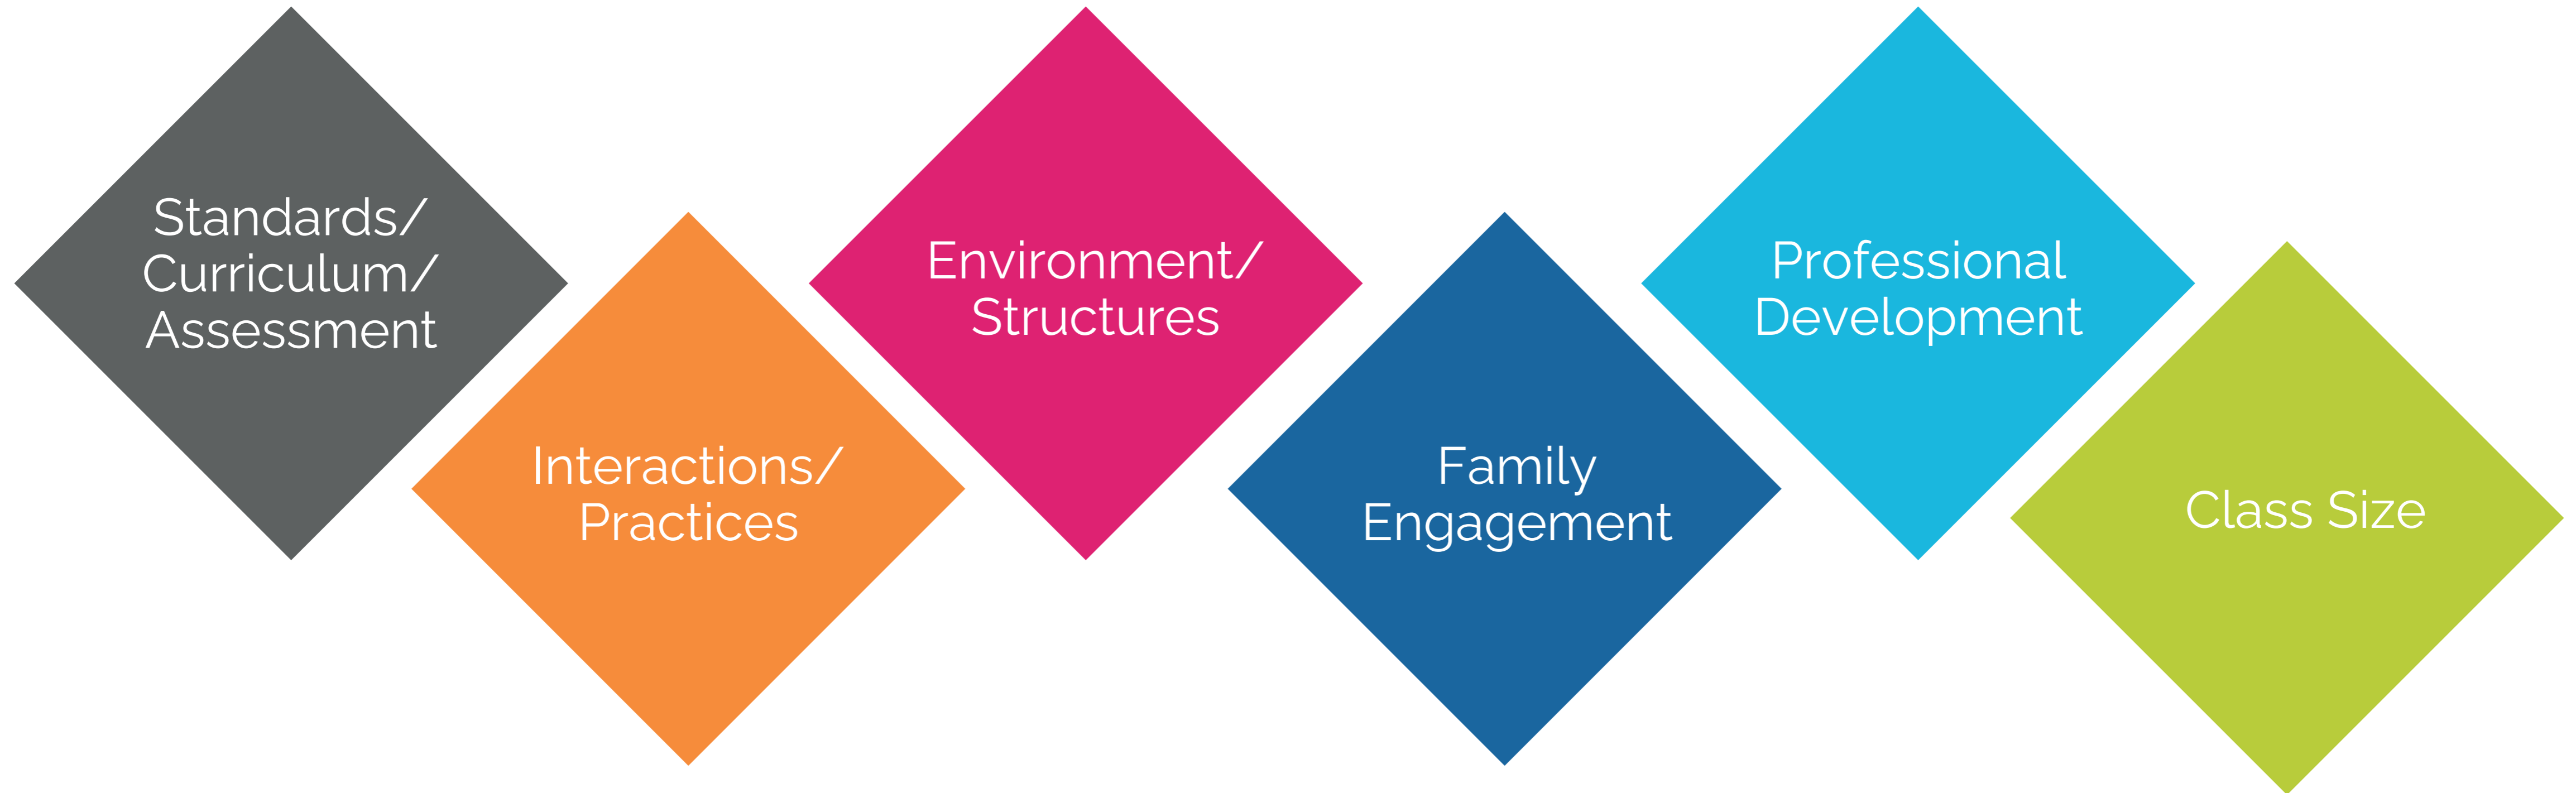 Standards/
Curriculum/
Assessment
Interactions/
Practices
Environment/
Structures
Family
Engagement
Professional
Development
Class Size